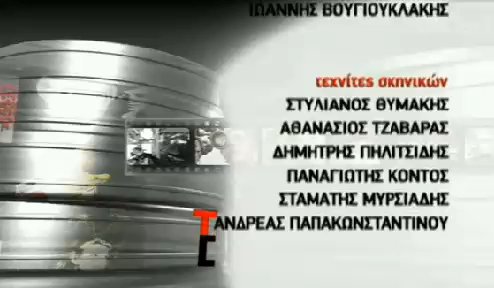 ΙΩΑΝΝΗΣ ΒΟΥΓΙΟΥΚΛΑΚΗΣ
τεχνίτες σκηνικών
ΣΤΥΛΙΑΝΟΣ ΘΥΜΑΚΗΣ
ΑΘΑΝΑΣΙΟΣ ΤΖΑΒΑΡΑΣ
ΔΗΜΗΤΡΗΣ ΠΗΛΙΤΣΙΔΗΣ
ΠΑΝΑΓΙΩΤΗΣ ΚΟΝΤΟΣ
ΣΤΑΜΑΤΗΣ ΜΥΡΣΙΑΔΗΣ
ΑΝΔΡΕΑΣ ΠΑΠΑΚΩΝΣΤΑΝΤΙΝΟΥ